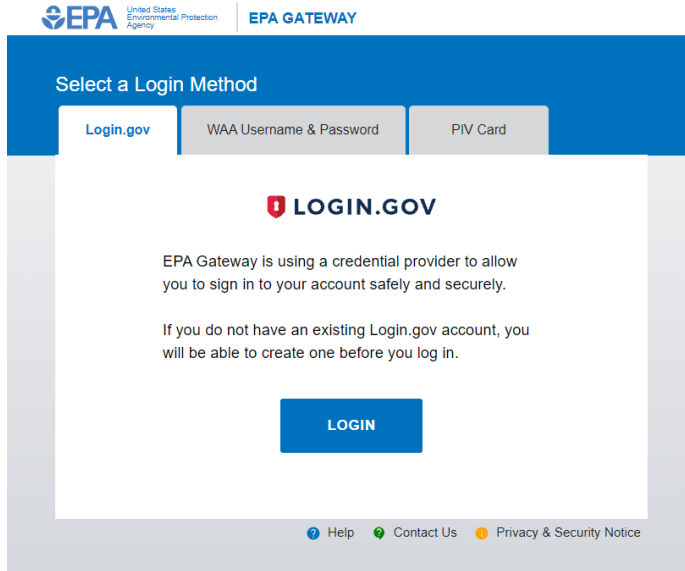 EPA
United States
Environmental Protection
Agency
EPA GATEWAY
Select a Login Method
Login.gov
WAA Username & Password
PIV Card
LOGIN.GOV
EPA Gateway is using a credential provider to allow
you to sign in to your account safely and securely.
If you do not have an existing Login.gov account, you
will be able to create one before you log in.
LOGIN
Help
Contact Us
Privacy & Security Notice